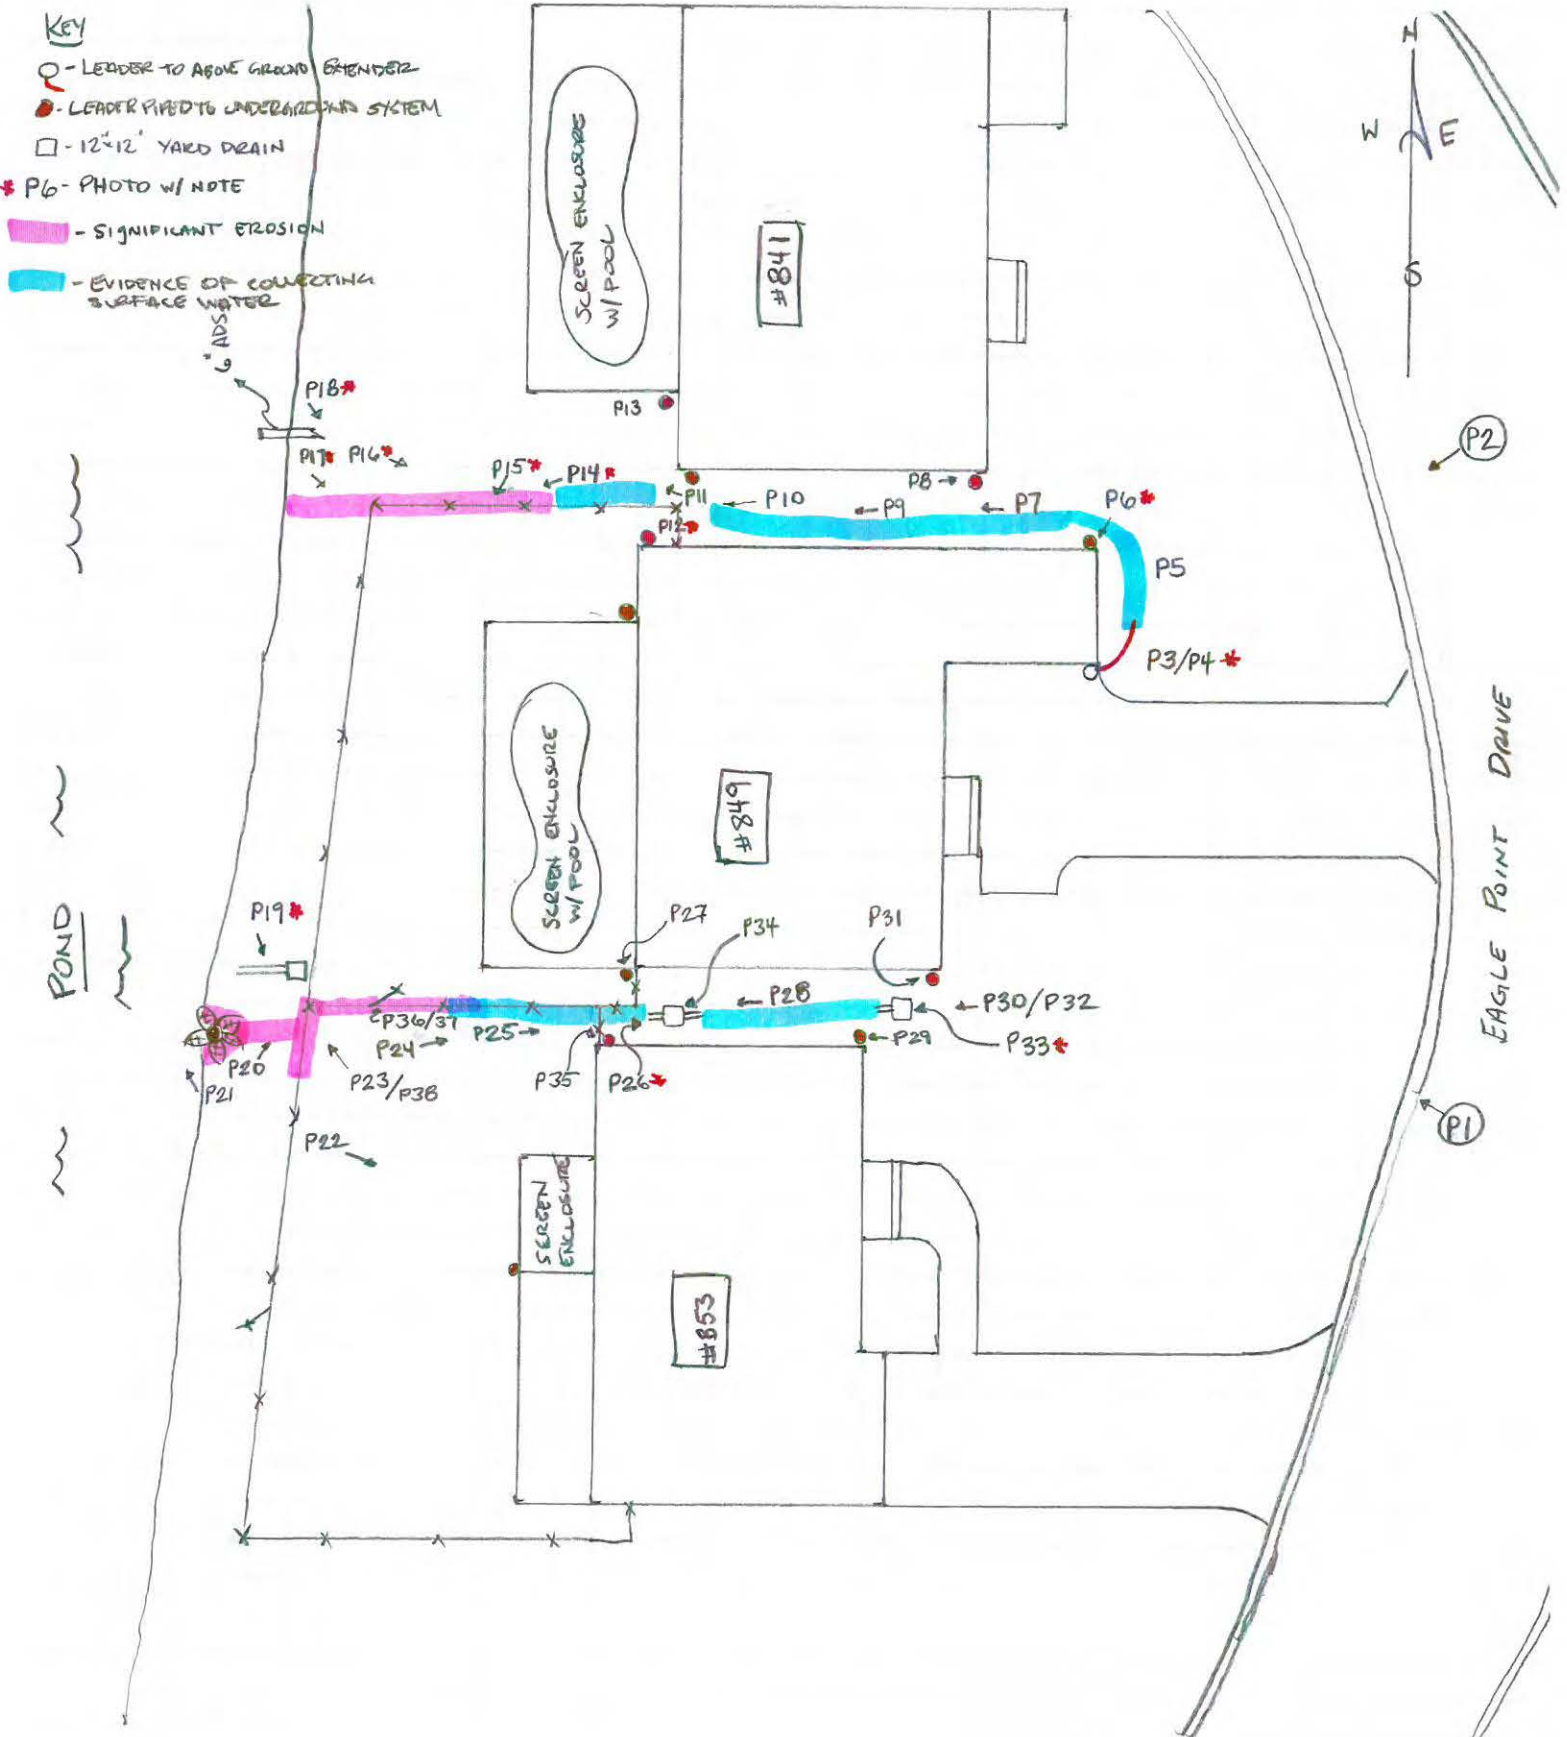 KEY
- LEADER TO ABOVE GROUND EXTENDER
- LEADER PIPED TO UNDERGROUND SYSTEM
- 12"x12" YARD DRAIN
* P6 - PHOTO W/ NOTE
- SIGNIFICANT EROSION
- EVIDENCE OF COLLECTING
SURFACE WATER
6" ADS
N
W
E
S
SCREEN ENCLOSURE
W/ POOL
#841
P18*
P13
P17*
P16*
P15*
P14*
P11
P10
P9
P8
P7
P6*
P2
P12*
P5
P3/P4*
SCREEN ENCLOSURE
W/ POOL
#849
EAGLE POINT DRIVE
POND
P19*
P27
P34
P31
P28
P30/P32
P36/37
P25
P24
P29
P33*
P20
P21
P23/P38
P35
P26*
P1
P22
SCREEN
ENCLOSURE
#853